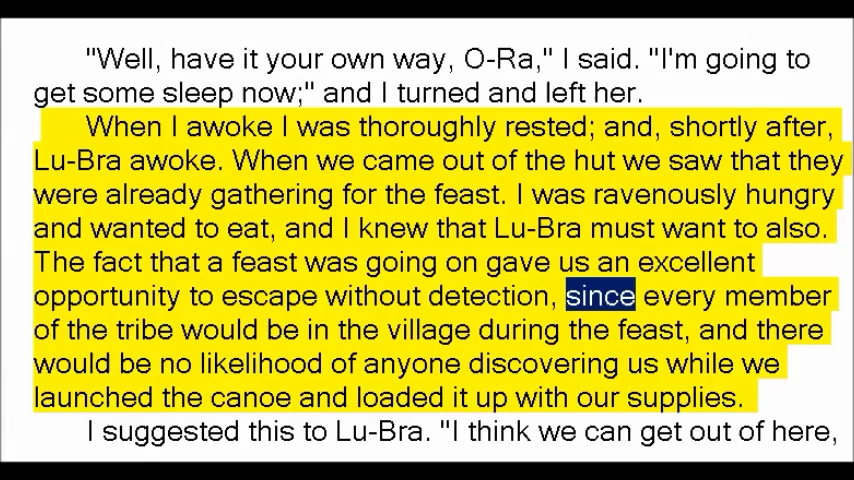 "Well, have it your own way, O-Ra," I said. "I'm going to
get some sleep now;" and I turned and left her.
When I awoke I was thoroughly rested; and, shortly after,
Lu-Bra awoke. When we came out of the hut we saw that they
were already gathering for the feast. I was ravenously hungry
and wanted to eat, and I knew that Lu-Bra must want to also.
The fact that a feast was going on gave us an excellent
opportunity to escape without detection, since every member
of the tribe would be in the village during the feast, and there
would be no likelihood of anyone discovering us while we
launched the canoe and loaded it up with our supplies.
I suggested this to Lu-Bra. "I think we can get out of here,